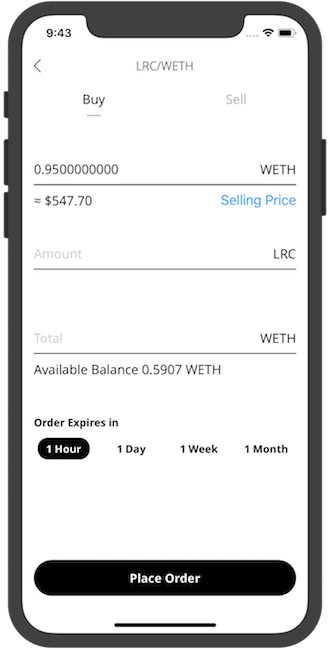 9:43
LRC/WETH
Buy Sell
0.9500000000 WETH
≈ $547.70 Selling Price
Amount LRC
Total WETH
Available Balance 0.5907 WETH
Order Expires in
1 Hour 1 Day 1 Week 1 Month
Place Order